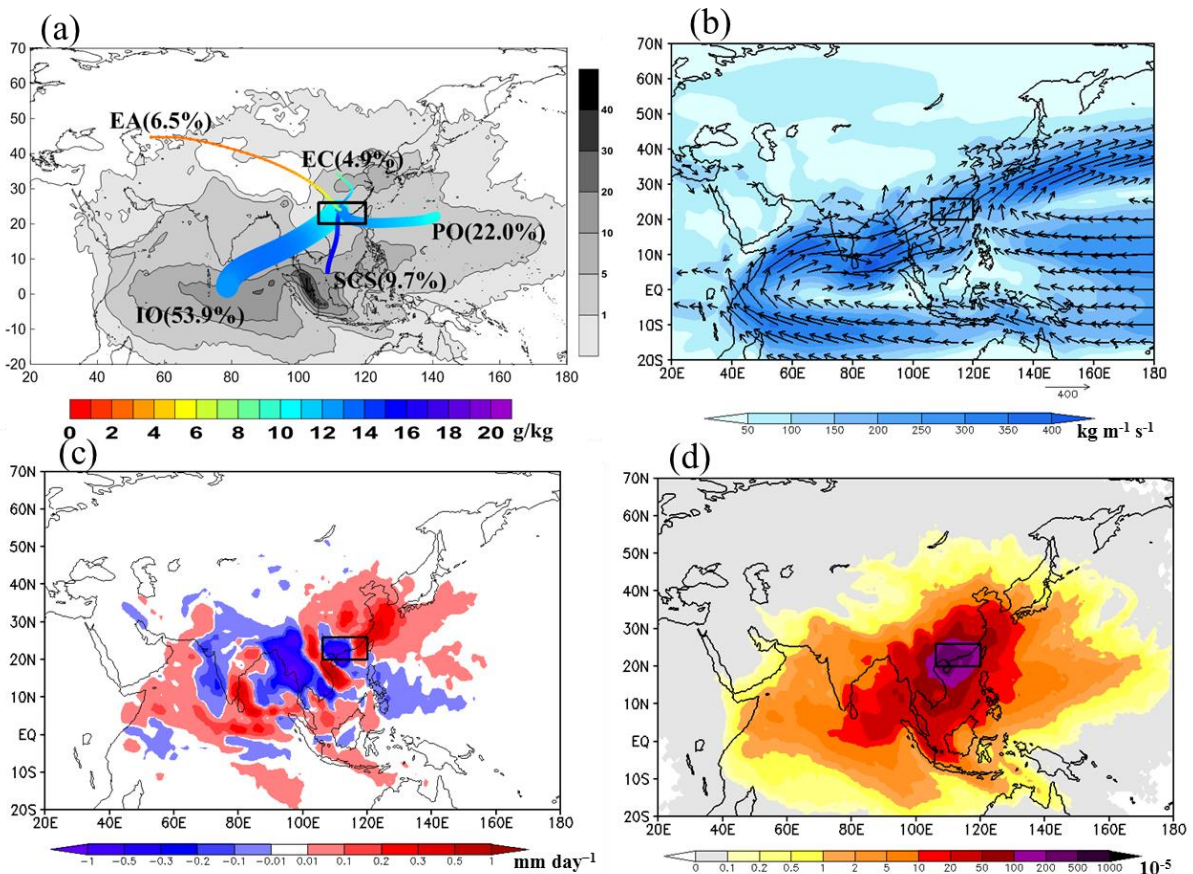 (a)
70
60
50
40
30
20
10
0
-10
-20
EA(6.5%)
EC(4.9%)
PO(22.0%)
SCS(9.7%)
IO(53.9%)
20 40 60 80 100 120 140 160 180
40
30
20
10
5
1
0 2 4 6 8 10 12 14 16 18 20 g/kg
(b)
70N
60N
50N
40N
30N
20N
10N
EQ
10S
20S
20E 40E 60E 80E 100E 120E 140E 160E 180
400
50 100 150 200 250 300 350 400 kg m⁻¹ s⁻¹
(c)
70N
60N
50N
40N
30N
20N
10N
EQ
10S
20S
20E 40E 60E 80E 100E 120E 140E 160E 180
−1 −0.5 −0.2 −0.1 −0.01 0.01 0.1 0.2 0.5 1 mm day⁻¹
(d)
70N
60N
50N
40N
30N
20N
10N
EQ
10S
20S
20E 40E 60E 80E 100E 120E 140E 160E 180
0 0.1 0.2 0.5 1 2 5 10 20 50 100 200 500 1000 10⁻⁵